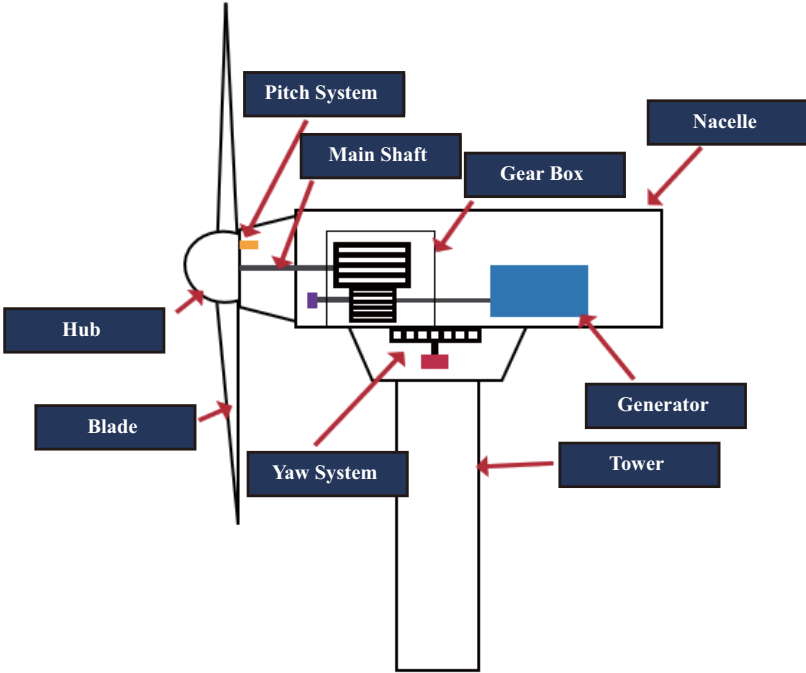 Pitch System
Nacelle
Main Shaft
Gear Box
Hub
Generator
Blade
Yaw System
Tower